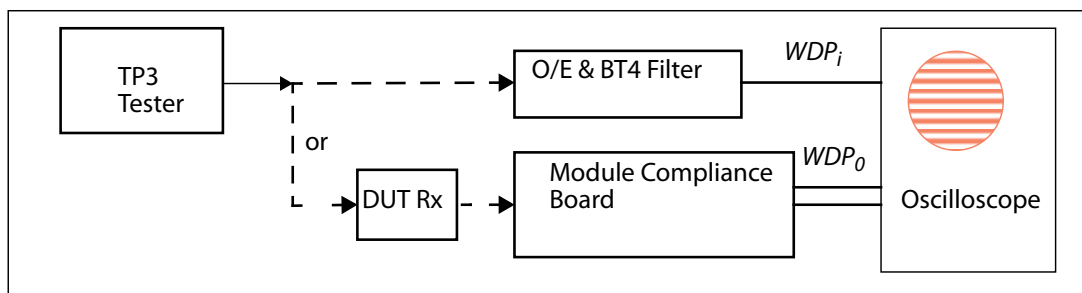 TP3
Tester
O/E & BT4 Filter
WDPi
or
DUT Rx
Module Compliance
Board
WDP0
Oscilloscope